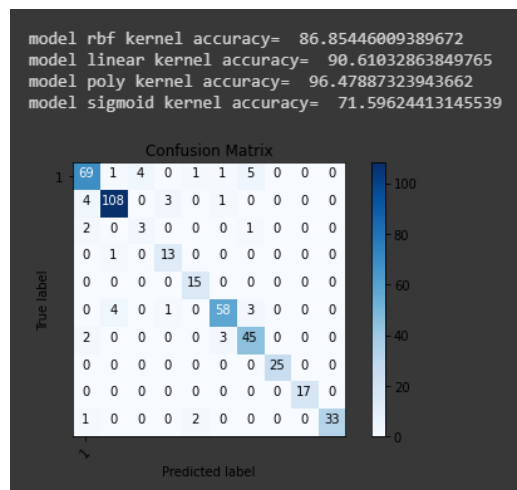 model rbf kernel accuracy=  86.85446009389672
model linear kernel accuracy=  90.61032863849765
model poly kernel accuracy=  96.47887323943662
model sigmoid kernel accuracy=  71.59624413145539
Confusion Matrix
1 69 1 4 0 1 1 5 0 0 0
4 108 0 3 0 1 0 0 0 0
2 0 3 0 0 0 1 0 0 0
0 1 0 13 0 0 0 0 0 0
0 0 0 0 15 0 0 0 0 0
0 4 0 1 0 58 3 0 0 0
2 0 0 0 0 3 45 0 0 0
0 0 0 0 0 0 0 25 0 0
0 0 0 0 0 0 0 0 17 0
1 0 0 0 2 0 0 0 0 33
1
True label
Predicted label
100
80
60
40
20
0